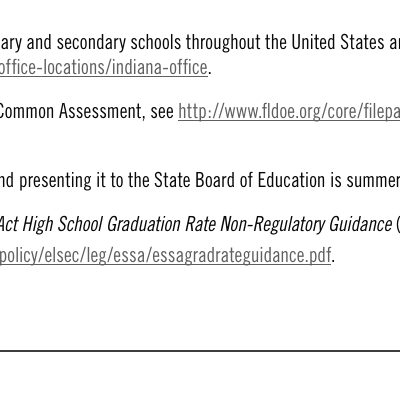 ary and secondary schools throughout the United States a
office-locations/indiana-office.
Common Assessment, see http://www.fldoe.org/core/filepa
nd presenting it to the State Board of Education is summer
Act High School Graduation Rate Non-Regulatory Guidance (
policy/elsec/leg/essa/essagradrateguidance.pdf.